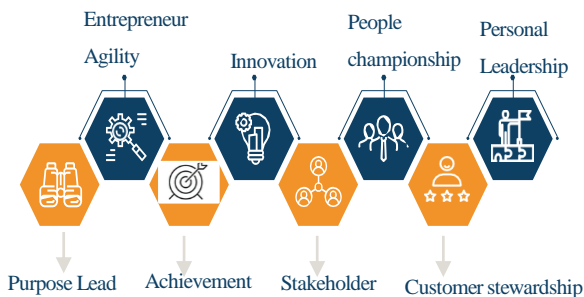 Entrepreneur
Agility
Innovation
People
championship
Personal
Leadership
Purpose Lead
Achievement
Stakeholder
Customer stewardship